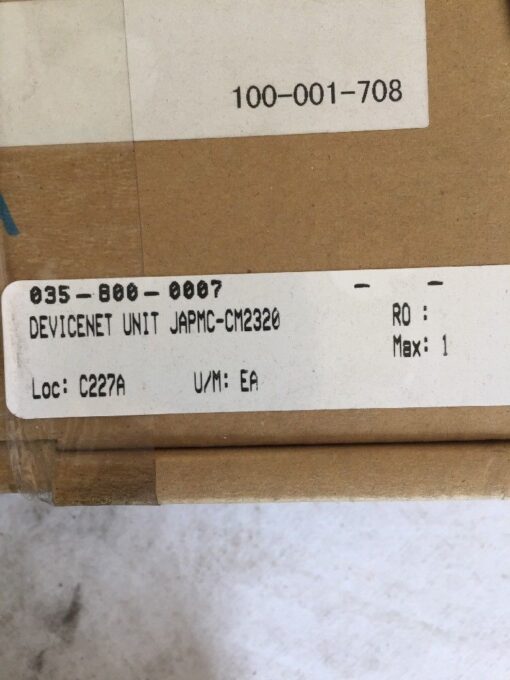 100-001-708
035-800-0007 - -
DEVICENET UNIT JAPMC-CM2320 RO :
Max: 1
Loc: C227A U/M: EA